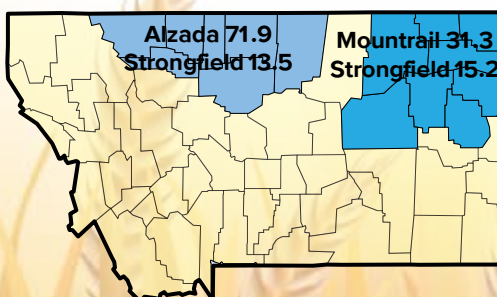 Alzada 71.9
Strongfield 13.5
Mountrail 31.3
Strongfield 15.2